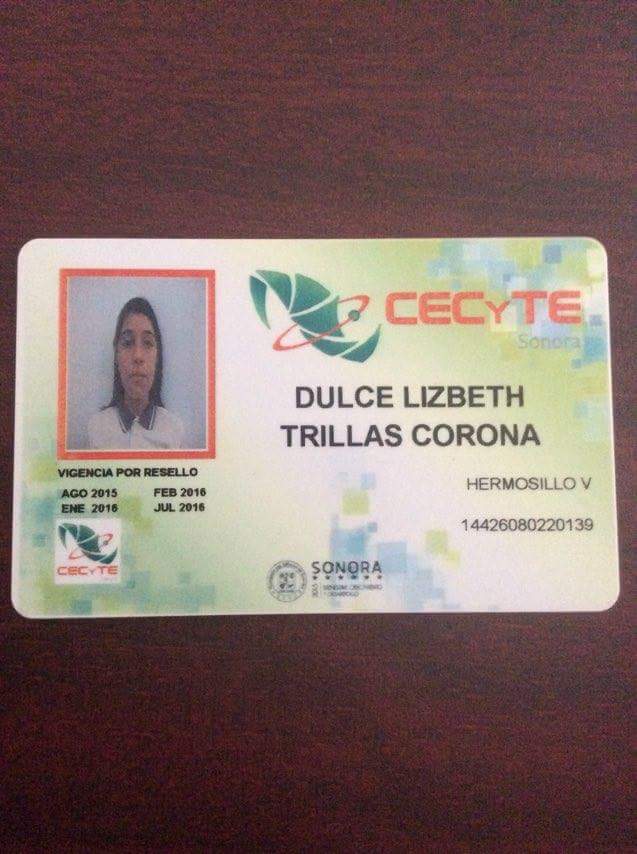 CECyTE
Sonora
DULCE LIZBETH
TRILLAS CORONA
HERMOSILLO V
14426080220139
VIGENCIA POR RESELLO
AGO 2015 FEB 2016
ENE 2016 JUL 2016
CECyTE
SONORA